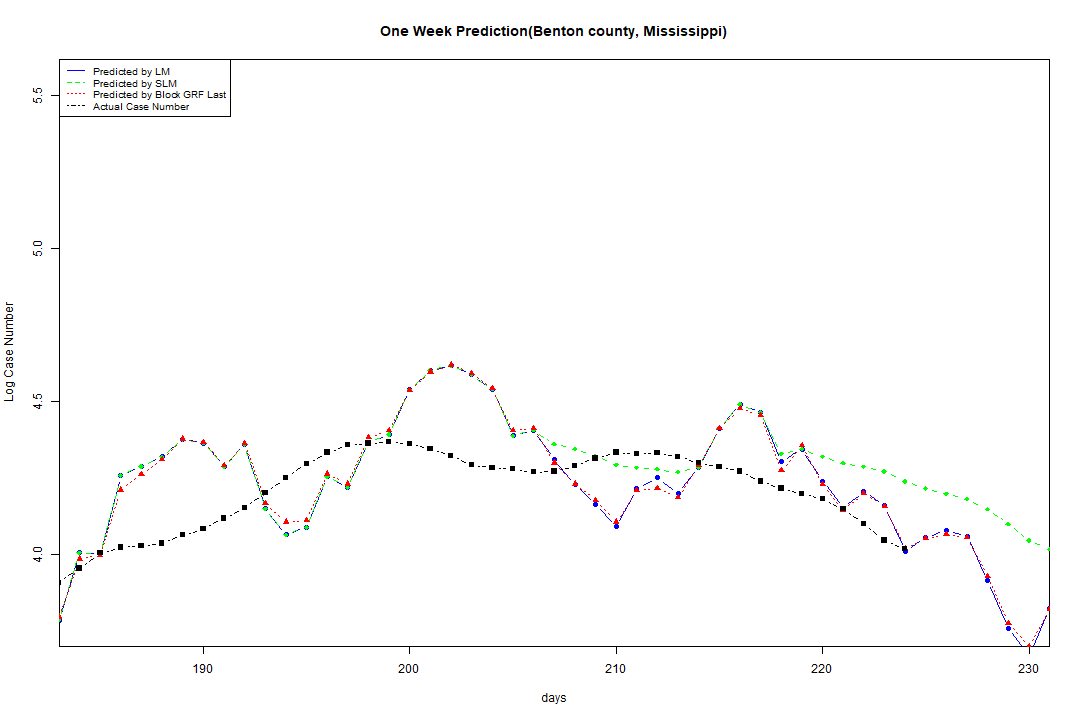 One Week Prediction(Benton county, Mississippi)
Predicted by LM
Predicted by SLM
Predicted by Block GRF Last
Actual Case Number
5.5
5.0
4.5
4.0
Log Case Number
190
200
210
220
230
days